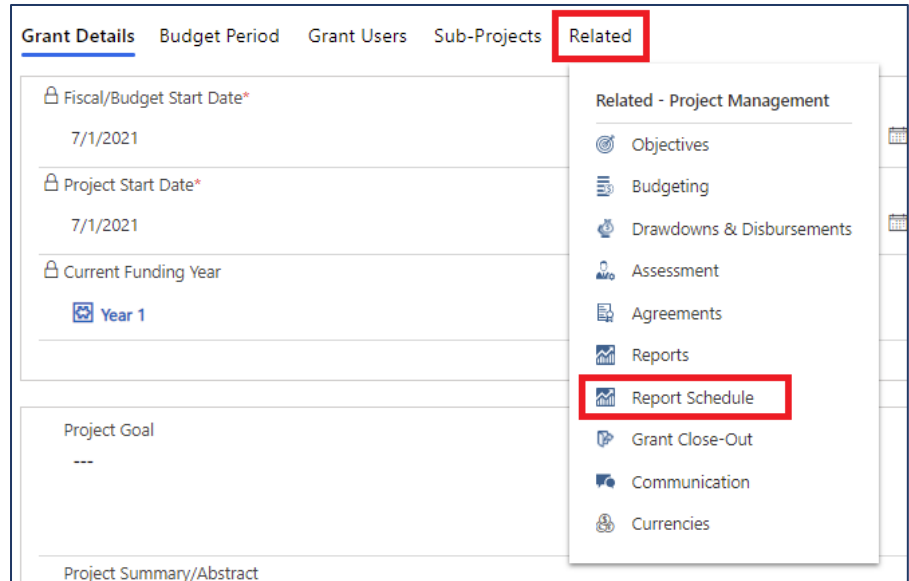 Grant Details Budget Period Grant Users Sub-Projects Related
Fiscal/Budget Start Date*
7/1/2021
Project Start Date*
7/1/2021
Current Funding Year
Year 1
Project Goal
---
Project Summary/Abstract
Related - Project Management
Objectives
Budgeting
Drawdowns & Disbursements
Assessment
Agreements
Reports
Report Schedule
Grant Close-Out
Communication
Currencies